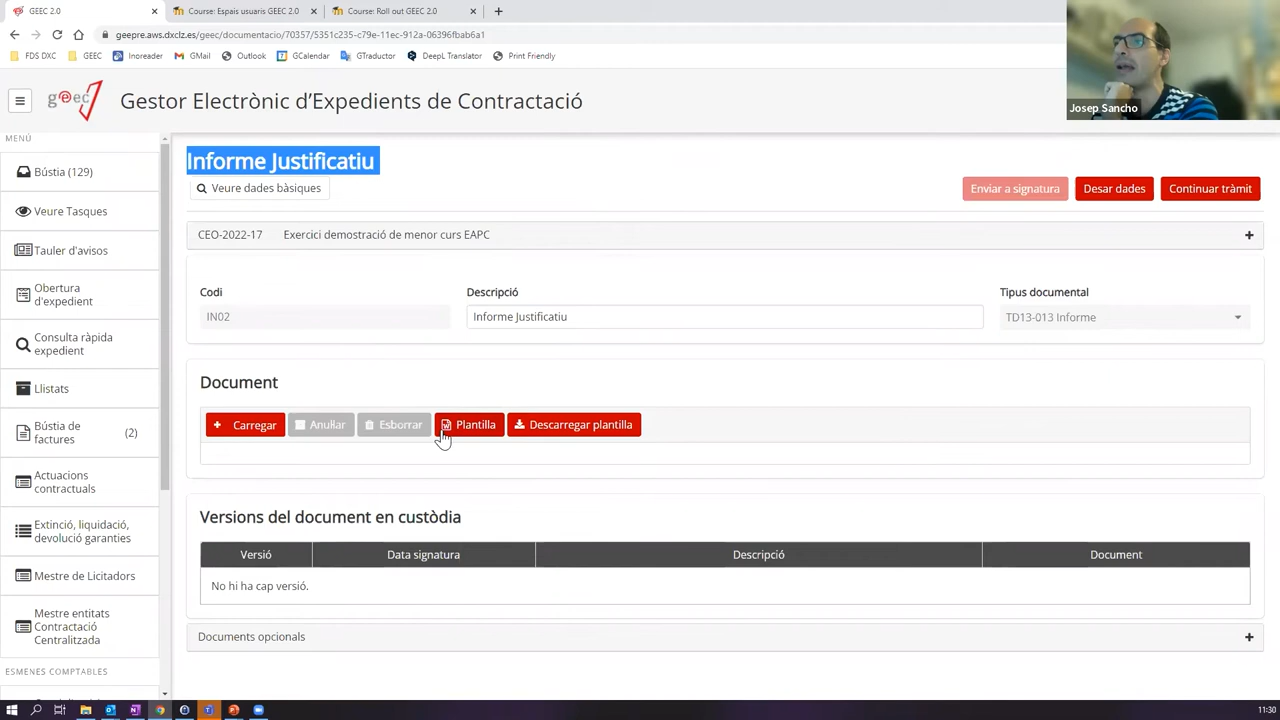 GEEC 2.0
Course: Espais usuaris GEEC 2.0
Course: Roll out GEEC 2.0
geepre.aws.dxclz.es/geec/documentacio/70357/5351c235-c79e-11ec-912a-06396fbab6a1
FDS DXC
GEEC
Inoreader
GMail
Outlook
GCalendar
GTraductor
DeepL Translator
Print Friendly
Josep Sancho
geec
Gestor Electrònic d'Expedients de Contractació
MENÚ
Bústia (129)
Veure Tasques
Tauler d'avisos
Obertura
d'expedient
Consulta ràpida
expedient
Llistats
Bústia de
factures
(2)
Actuacions
contractuals
Extinció, liquidació,
devolució garanties
Mestre de Licitadors
Mestre entitats
Contractació
Centralitzada
ESMENES COMPTABLES
Informe Justificatiu
Veure dades bàsiques
Enviar a signatura
Desar dades
Continuar tràmit
CEO-2022-17 Exercici demostració de menor curs EAPC
Codi
Descripció
Tipus documental
IN02
Informe Justificatiu
TD13-013 Informe
Document
Carregar
Anul·lar
Esborrar
Plantilla
Descarregar plantilla
Versions del document en custòdia
Versió
Data signatura
Descripció
Document
No hi ha cap versió.
Documents opcionals
11:30